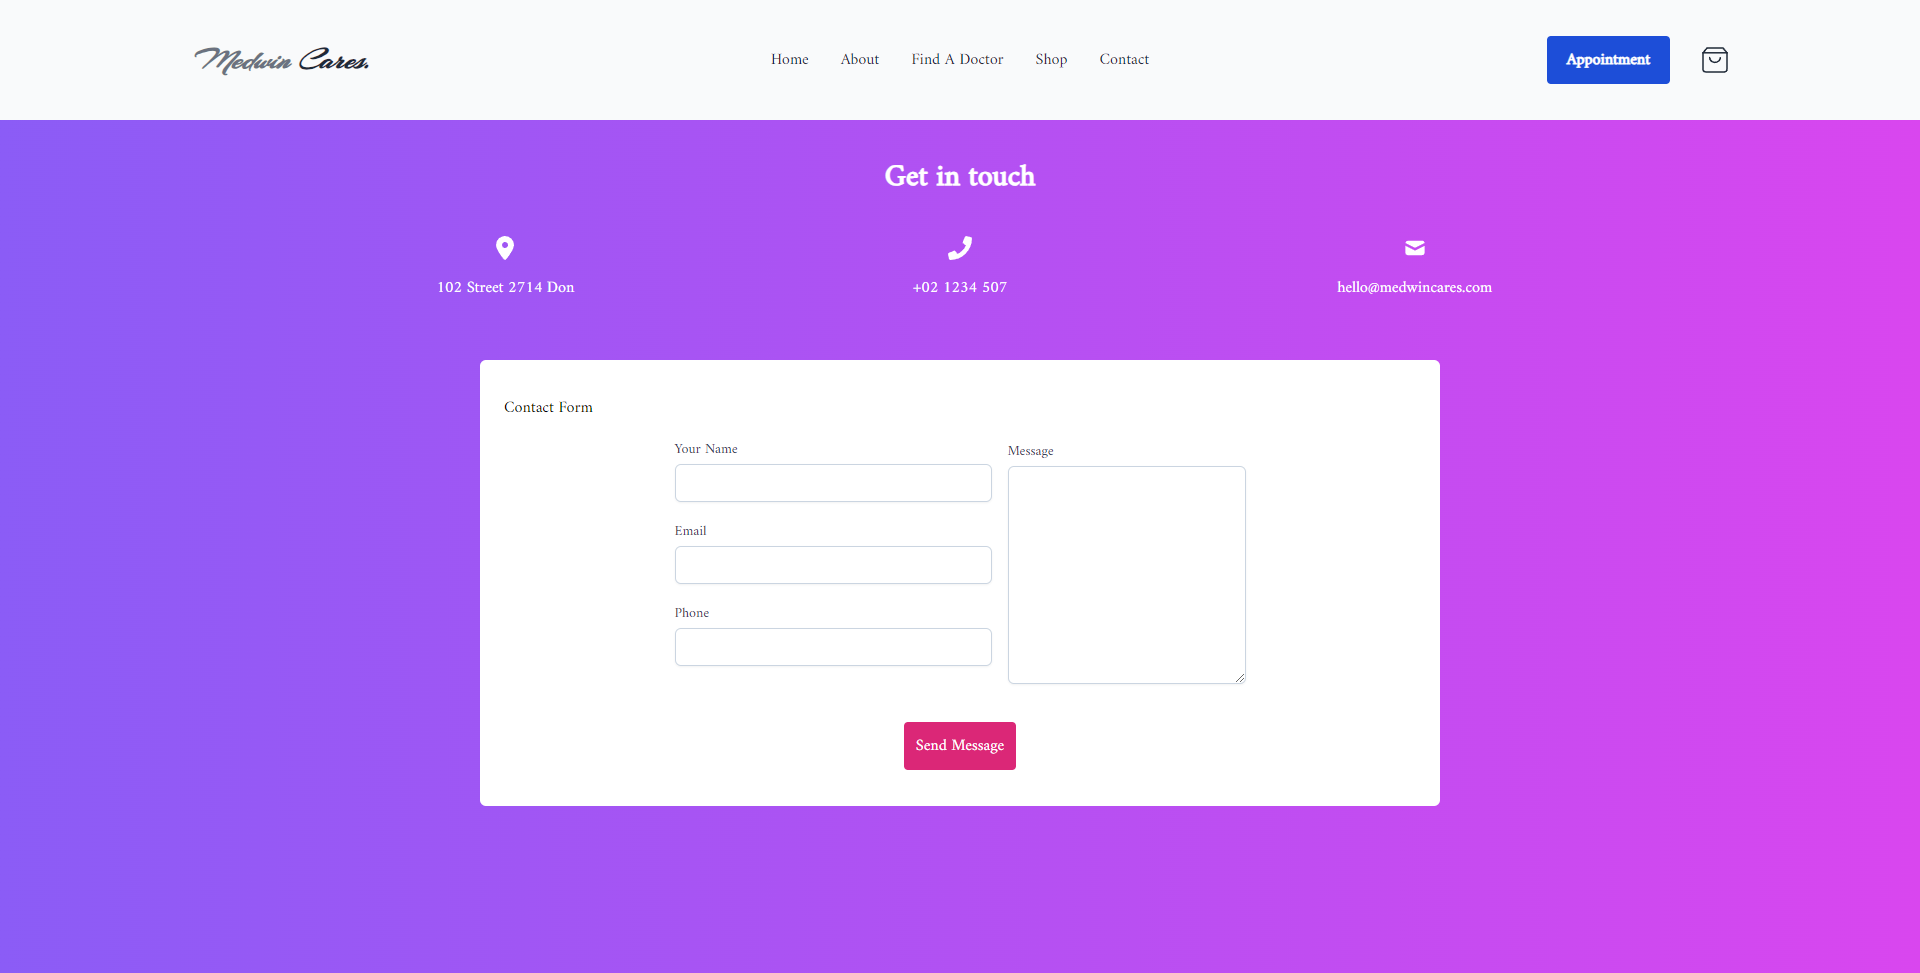 Medwin Cares.
Home About Find A Doctor Shop Contact
Appointment
Get in touch
102 Street 2714 Don
+02 1234 507
hello@medwincares.com
Contact Form
Your Name
Message
Email
Phone
Send Message